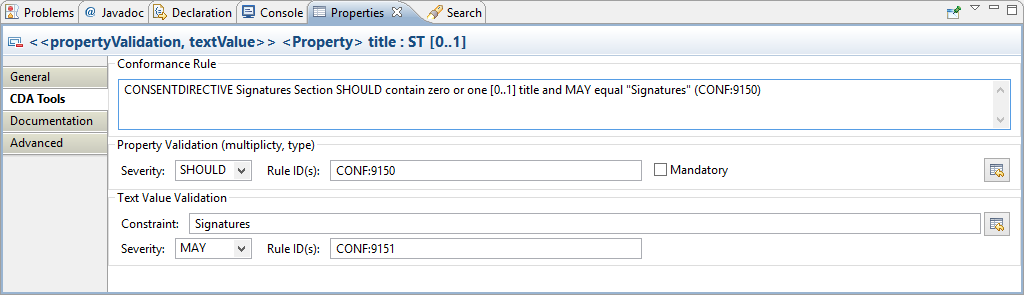 Problems @ Javadoc Declaration Console Properties Search
<<propertyValidation, textValue>> <Property> title : ST [0..1]
General
CDA Tools
Documentation
Advanced
Conformance Rule
CONSENTDIRECTIVE Signatures Section SHOULD contain zero or one [0..1] title and MAY equal "Signatures" (CONF:9150)
Property Validation (multiplicty, type)
Severity: SHOULD Rule ID(s): CONF:9150 Mandatory
Text Value Validation
Constraint: Signatures
Severity: MAY Rule ID(s): CONF:9151